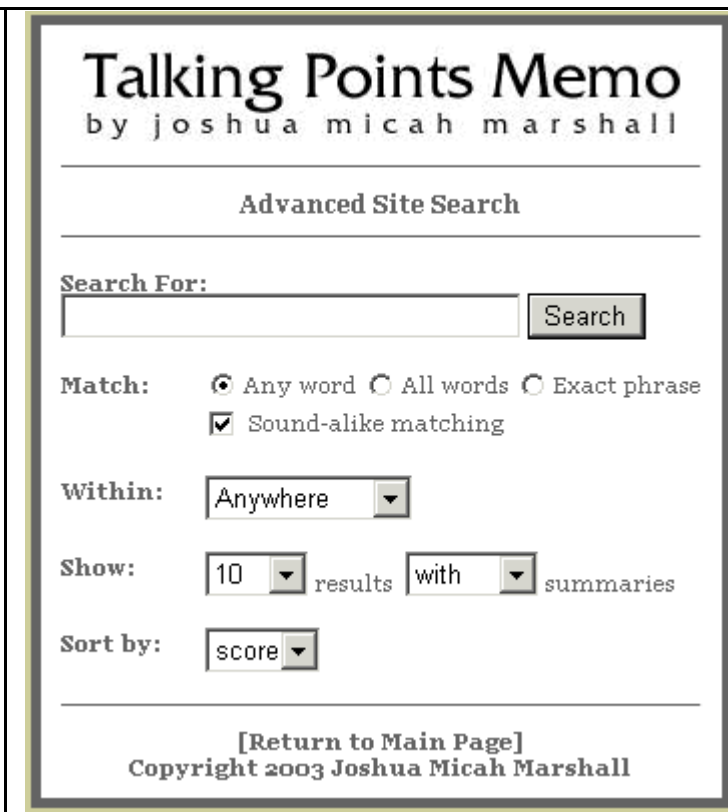 Talking Points Memo
by joshua micah marshall
Advanced Site Search
Search For:
Search
Match: Any word All words Exact phrase
Sound-alike matching
Within: Anywhere
Show: 10 results with summaries
Sort by: score
[Return to Main Page]
Copyright 2003 Joshua Micah Marshall